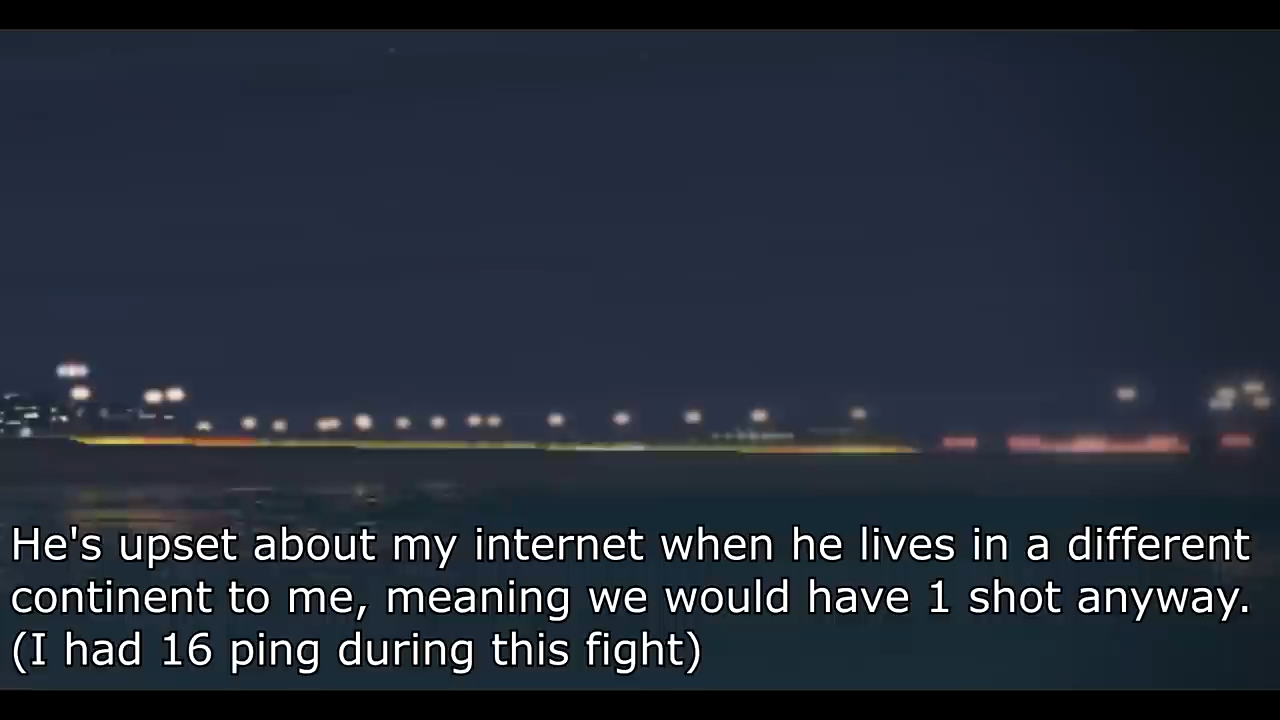 He's upset about my internet when he lives in a different
continent to me, meaning we would have 1 shot anyway.
(I had 16 ping during this fight)